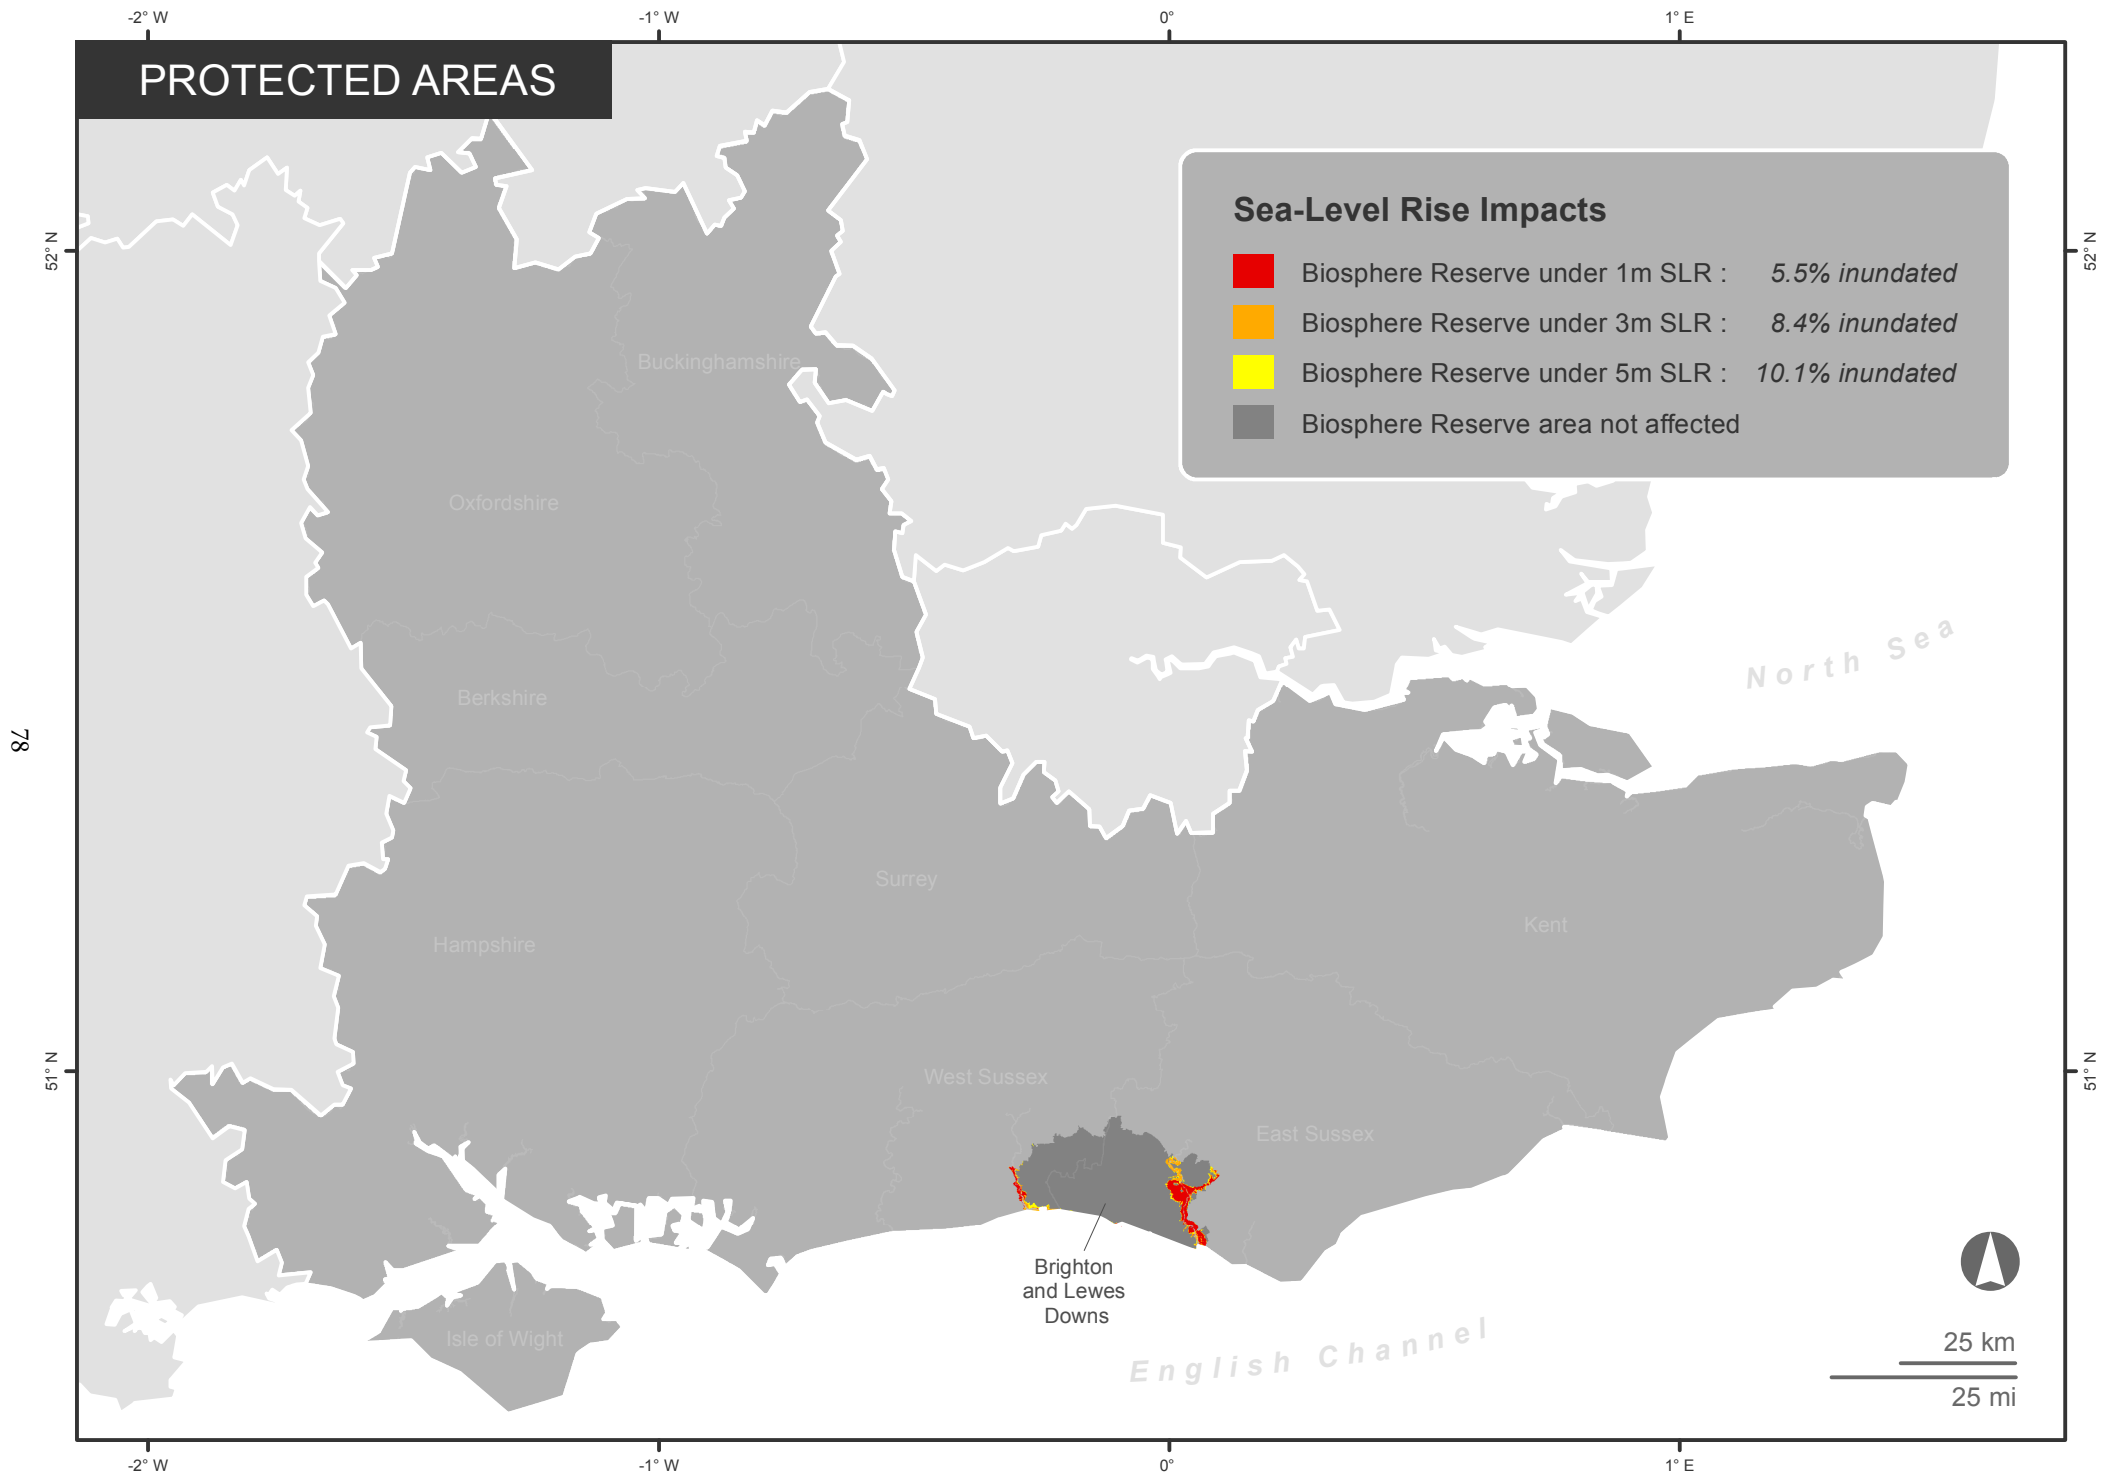 -2° W
-1° W
0°
1° E
PROTECTED AREAS
52° N
52° N
Sea-Level Rise Impacts
Biosphere Reserve under 1m SLR : 5.5% inundated
Biosphere Reserve under 3m SLR : 8.4% inundated
Biosphere Reserve under 5m SLR : 10.1% inundated
Biosphere Reserve area not affected
Buckinghamshire
Oxfordshire
North Sea
Berkshire
78
Surrey
Kent
Hampshire
51° N
51° N
West Sussex
East Sussex
Brighton
and Lewes
Downs
Isle of Wight
English Channel
25 km
25 mi
-2° W
-1° W
0°
1° E